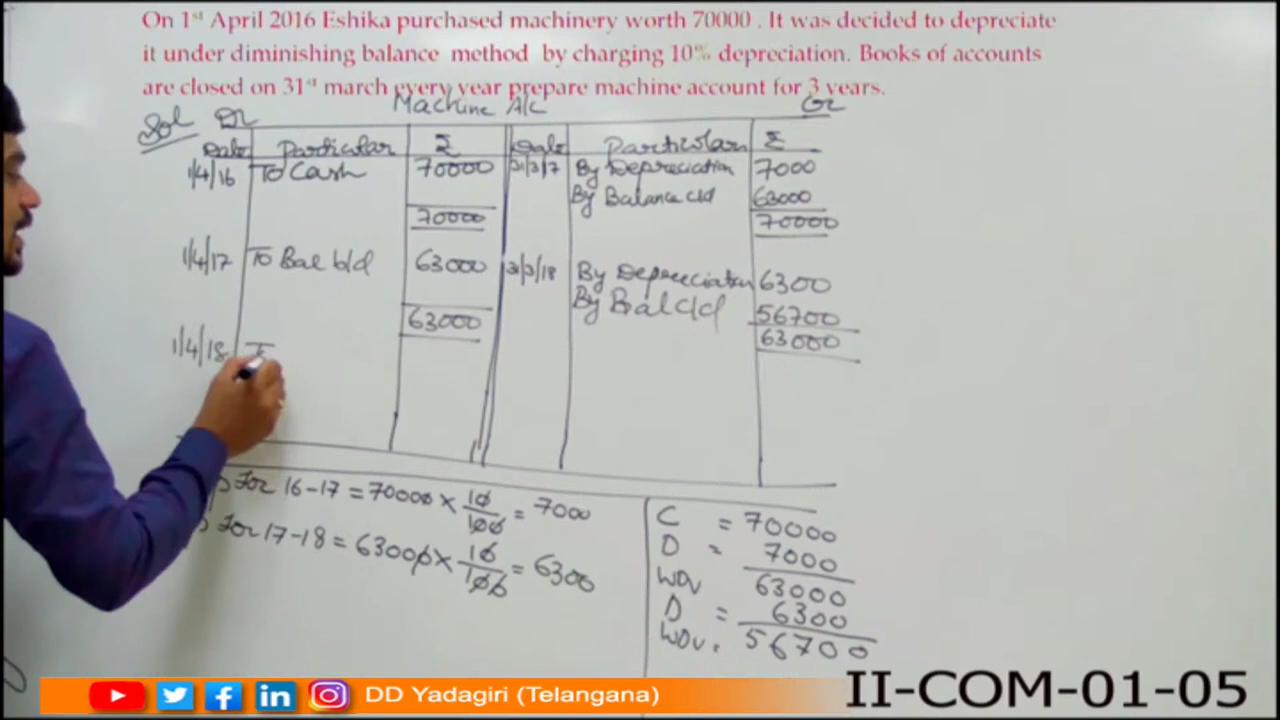 On 1st April 2016 Eshika purchased machinery worth 70000 . It was decided to depreciate
it under diminishing balance method by charging 10% depreciation. Books of accounts
are closed on 31st march every year prepare machine account for 3 years.
Sol Dr Machine A/c Cr
Date Particular ₹ Date Particular ₹
1/4/16 To Cash 70000 31/3/17 By Depreciation 7000
By Balance c/d 63000
70000 70000
1/4/17 To Bal b/d 63000 31/3/18 By Depreciation 6300
By Bal c/d 56700
63000 63000
1/4/18 T
For 16-17 = 70000 × 10/100 = 7000
For 17-18 = 63000 × 10/100 = 6300
C = 70000
D = 7000
WDV 63000
D = 6300
WDV = 56700
DD Yadagiri (Telangana)
II-COM-01-05